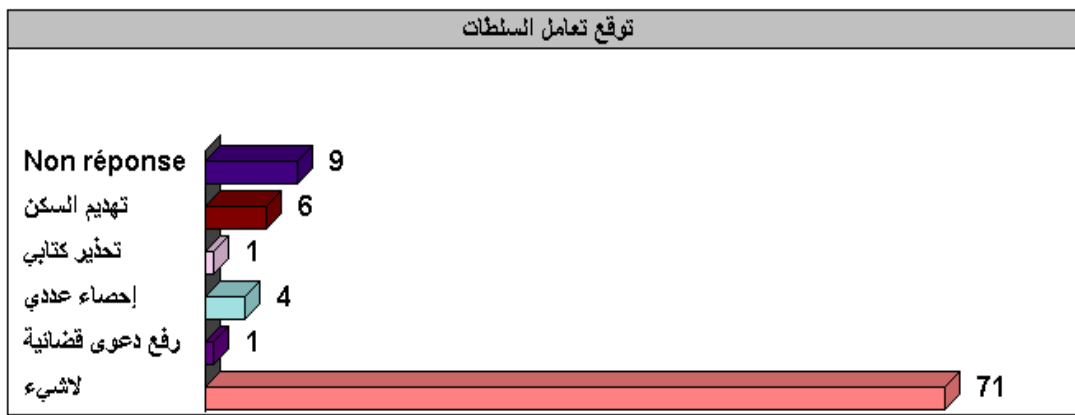 توقع تعامل السلطات
Non réponse 9
تهديم السكن 6
تحذير كتابي 1
إحصاء عددي 4
رفع دعوى قضائية 1
لاشيء 71